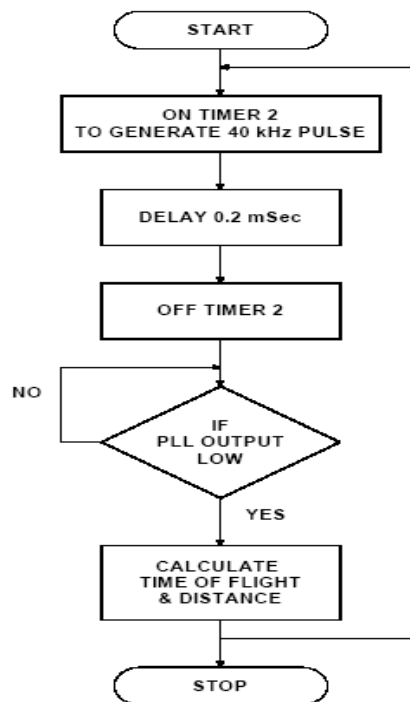 START
ON TIMER 2
TO GENERATE 40 kHz PULSE
DELAY 0.2 mSec
OFF TIMER 2
NO
IF
PLL OUTPUT
LOW
YES
CALCULATE
TIME OF FLIGHT
& DISTANCE
STOP